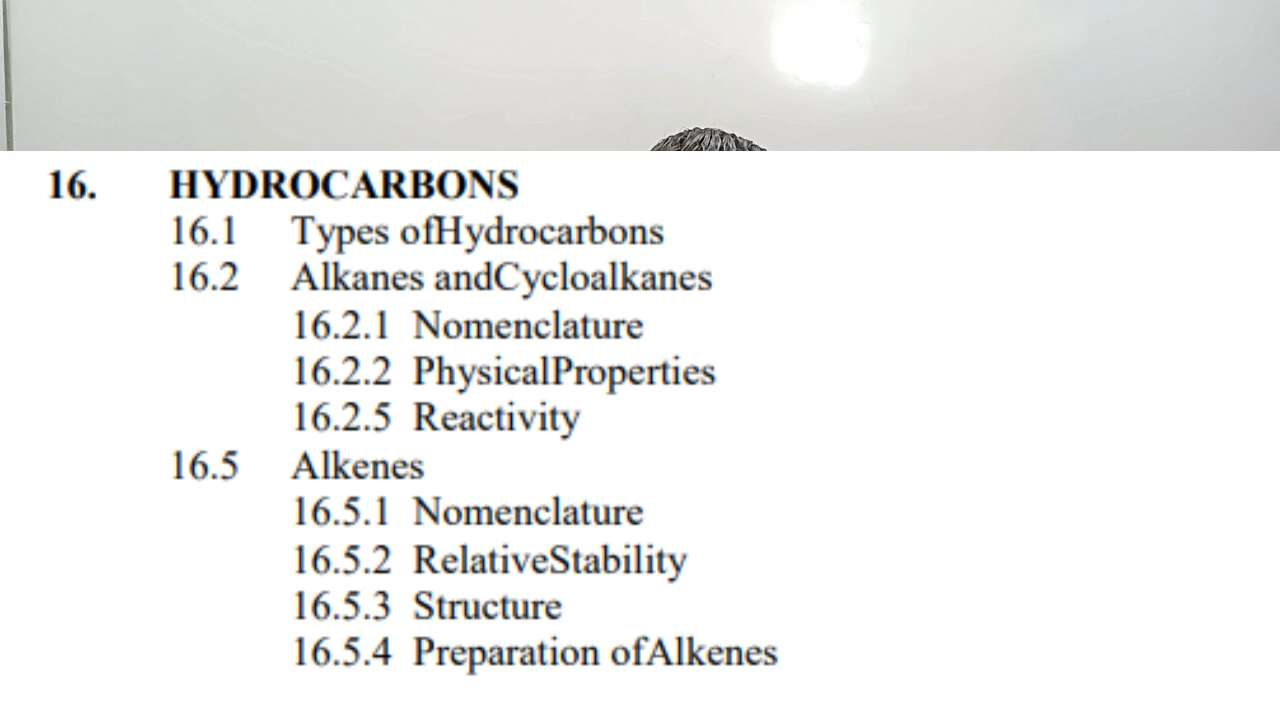 16. HYDROCARBONS
16.1 Types ofHydrocarbons
16.2 Alkanes andCycloalkanes
16.2.1 Nomenclature
16.2.2 PhysicalProperties
16.2.5 Reactivity
16.5 Alkenes
16.5.1 Nomenclature
16.5.2 RelativeStability
16.5.3 Structure
16.5.4 Preparation ofAlkenes